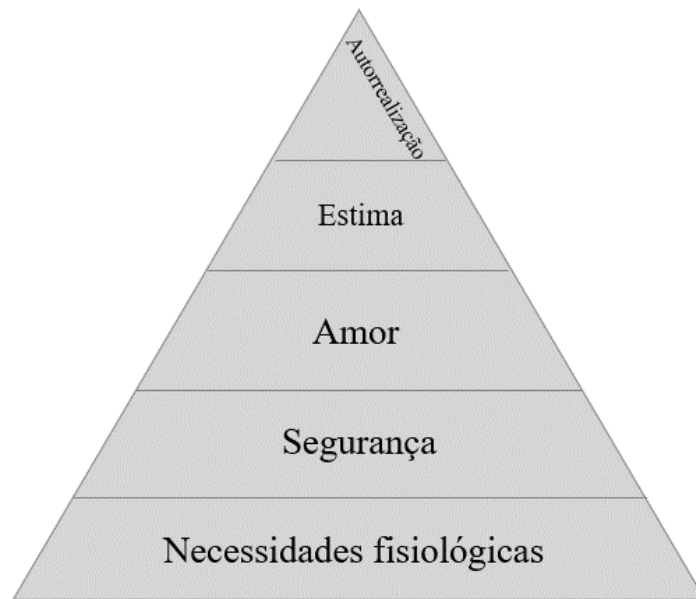 Autorrealização
Estima
Amor
Segurança
Necessidades fisiológicas